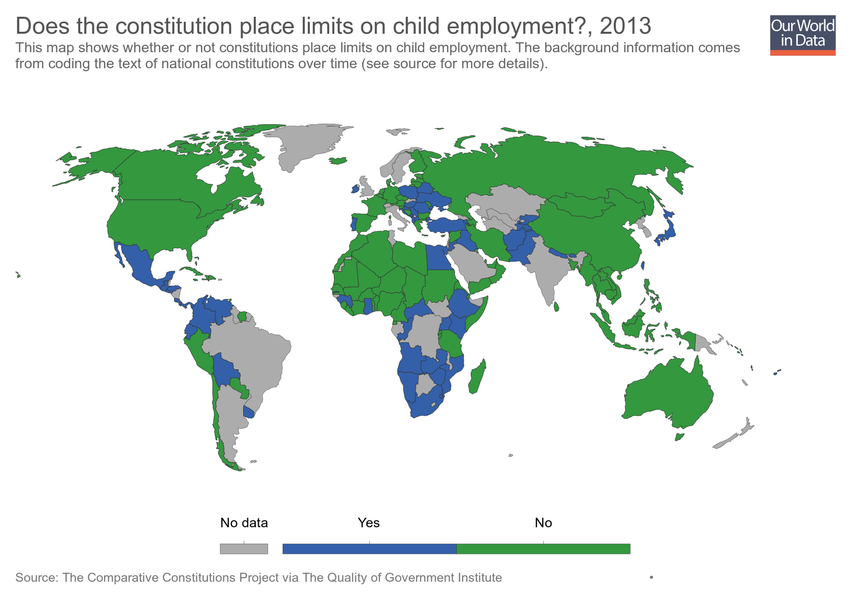 Does the constitution place limits on child employment?, 2013
Our World
in Data
This map shows whether or not constitutions place limits on child employment. The background information comes
from coding the text of national constitutions over time (see source for more details).
No data
Yes
No
Source: The Comparative Constitutions Project via The Quality of Government Institute
•